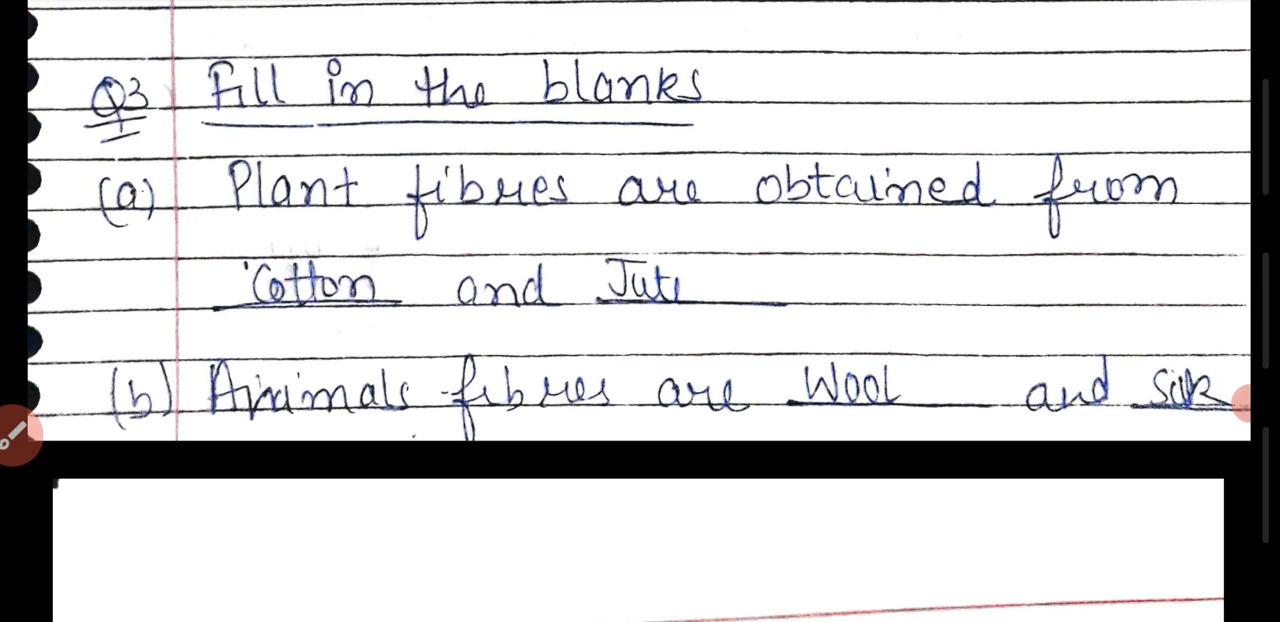 Q3 Fill in the blanks
(a) Plant fibres are obtained from
Cotton and Jute
(b) Animals fibres are Wool and Silk